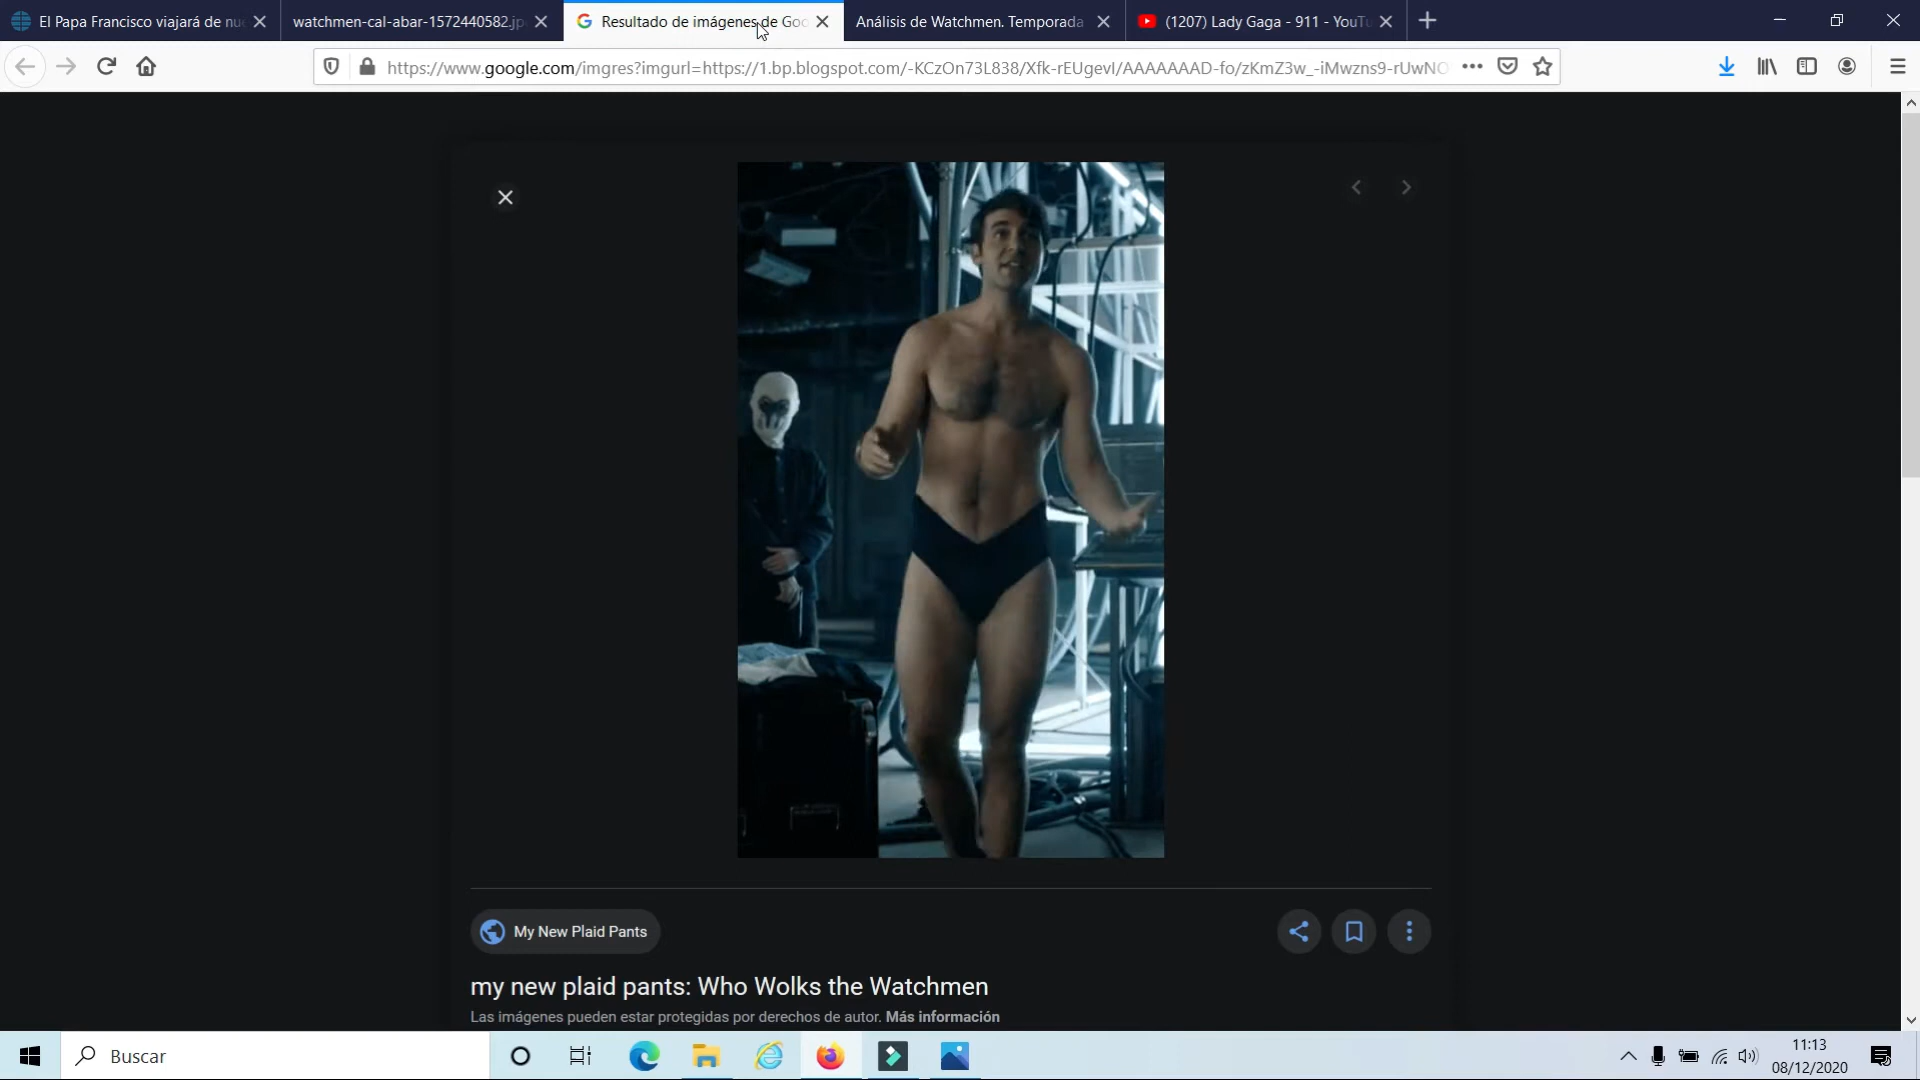 El Papa Francisco viajará de nu
watchmen-cal-abar-1572440582.jp
Resultado de imágenes de Goo
Análisis de Watchmen. Temporada
(1207) Lady Gaga - 911 - YouTu
https://www.google.com/imgres?imgurl=https://1.bp.blogspot.com/-KCzOn73L838/Xfk-rEUgevI/AAAAAAAD-fo/zKmZ3w_-iMwzns9-rUwNO
My New Plaid Pants
my new plaid pants: Who Wolks the Watchmen
Las imágenes pueden estar protegidas por derechos de autor. Más información
Buscar
11:13
08/12/2020